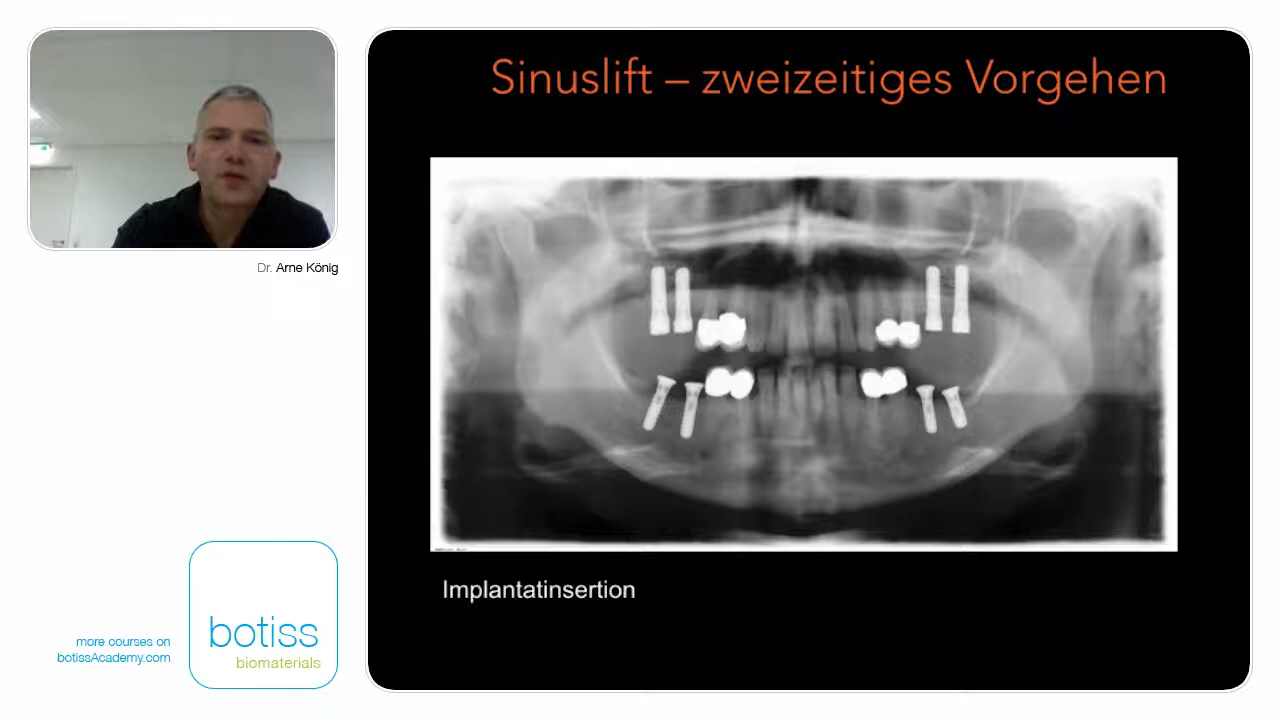 Sinuslift – zweizeitiges Vorgehen
Dr. Arne König
Implantatinsertion
more courses on
botissAcademy.com
botiss
biomaterials